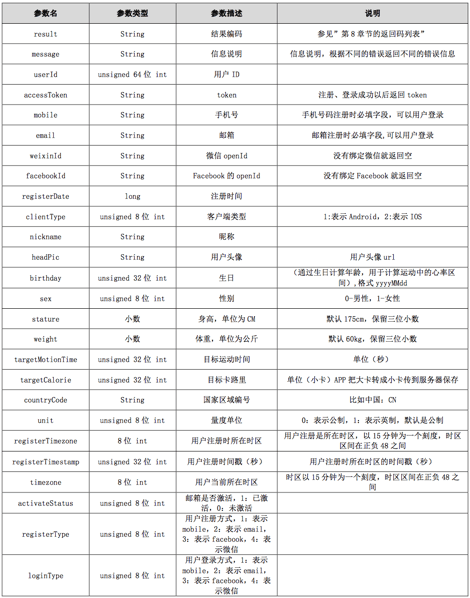 参数名 参数类型 参数描述 说明
result String 结果编码 参见”第 8 章节的返回码列表”
message String 信息说明 信息说明，根据不同的错误返回不同的错误信息
userId unsigned 64 位 int 用户 ID
accessToken String token 注册、登录成功以后返回 token
mobile String 手机号 手机号码注册时必填字段，可以用户登录
email String 邮箱 邮箱注册时必填字段,可以用户登录
weixinId String 微信 openId 没有绑定微信就返回空
facebookId String Facebook 的 openId 没有绑定 Facebook 就返回空
registerDate long 注册时间
clientType unsigned 8 位 int 客户端类型 1:表示 Android，2:表示 IOS
nickname String 昵称
headPic String 用户头像 用户头像 url
birthday unsigned 32 位 int 生日 （通过生日计算年龄，用于计算运动中的心率区
间）,格式 yyyyMMdd
sex unsigned 8 位 int 性别 0-男性，1-女性
stature 小数 身高，单位为 CM 默认 175cm，保留三位小数
weight 小数 体重，单位为公斤 默认 60kg，保留三位小数
targetMotionTime unsigned 32 位 int 目标运动时间 单位（秒）
targetCalorie unsigned 32 位 int 目标卡路里 单位（小卡）APP 把大卡转成小卡传到服务器保存
countryCode String 国家区域编号 比如中国：CN
unit unsigned 8 位 int 量度单位 0：表示公制，1：表示英制，默认是公制
registerTimezone 8 位 int 用户注册时所在时区 用户注册是所在时区，以 15 分钟为一个刻度，时区
区间在正负 48 之间
registerTimestamp unsigned 32 位 int 用户注册时间戳（秒） 用户注册时所在时区的时间戳（秒）
timezone 8 位 int 用户当前所在时区 时区以 15 分钟为一个刻度，时区区间在正负 48 之
间
activateStatus unsigned 8 位 int 邮箱是否激活，1：已激
活，0：未激活
registerType unsigned 8 位 int 用户注册方式，1：表示
mobile，2：表示 email，
3：表示 facebook，4：表
示微信
loginType unsigned 8 位 int 用户登录方式，1：表示
mobile，2：表示 email，
3：表示 facebook，4：表
示微信